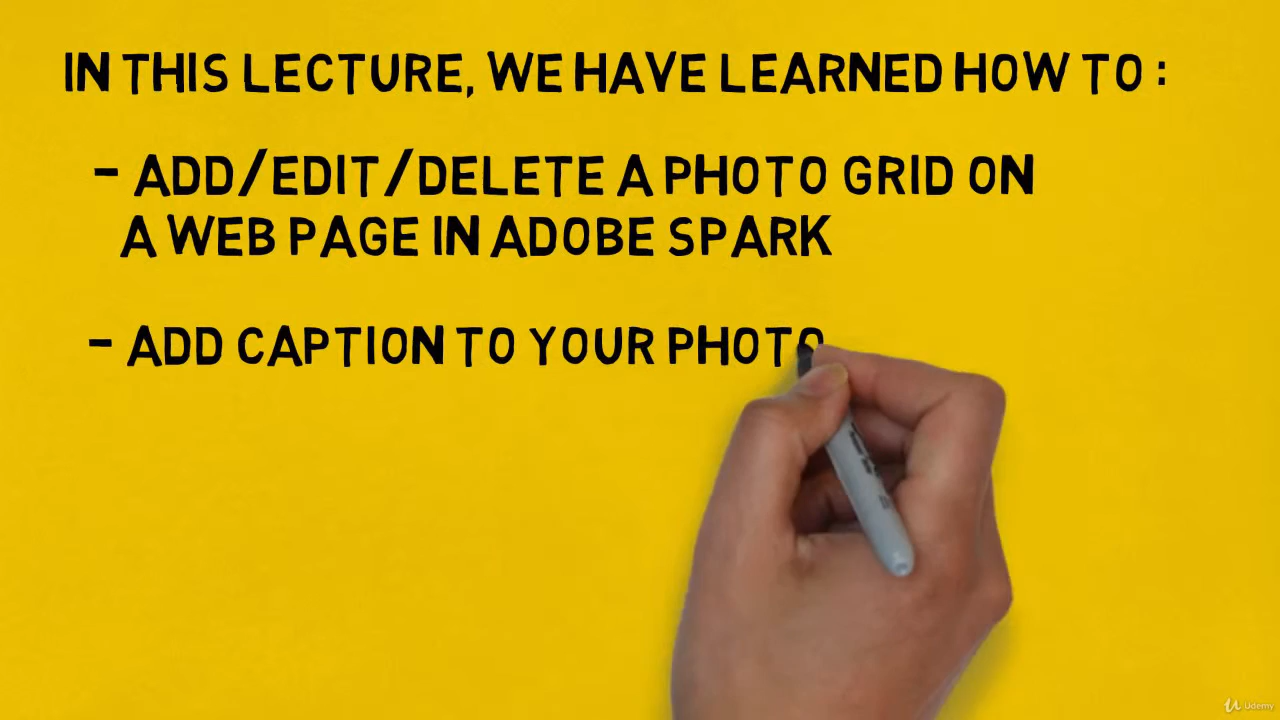 IN THIS LECTURE, WE HAVE LEARNED HOW TO :
- ADD/EDIT/DELETE A PHOTO GRID ON
A WEB PAGE IN ADOBE SPARK
- ADD CAPTION TO YOUR PHOTO
Udemy